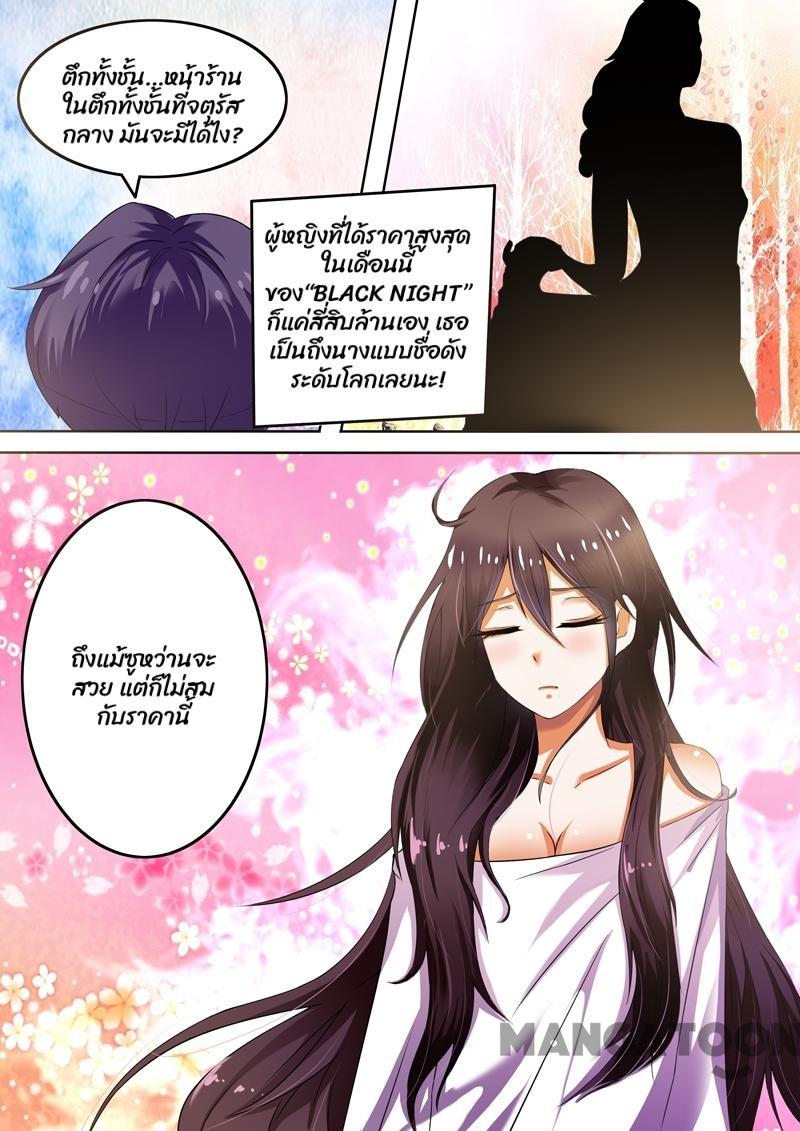 ตึกทั้งชั้น...หน้าร้าน
ในตึกทั้งชั้นที่จตุรัส
กลาง มันจะมีได้ไง?
ผู้หญิงที่ได้ราคาสูงสุด
ในเดือนนี้
ของ“BLACK NIGHT”
ก็แค่สี่สิบล้านเอง เธอ
เป็นถึงนางแบบชื่อดัง
ระดับโลกเลยนะ!
ถึงแม้ซูหว่านจะ
สวย แต่ก็ไม่สม
กับราคานี้
MANGATOON